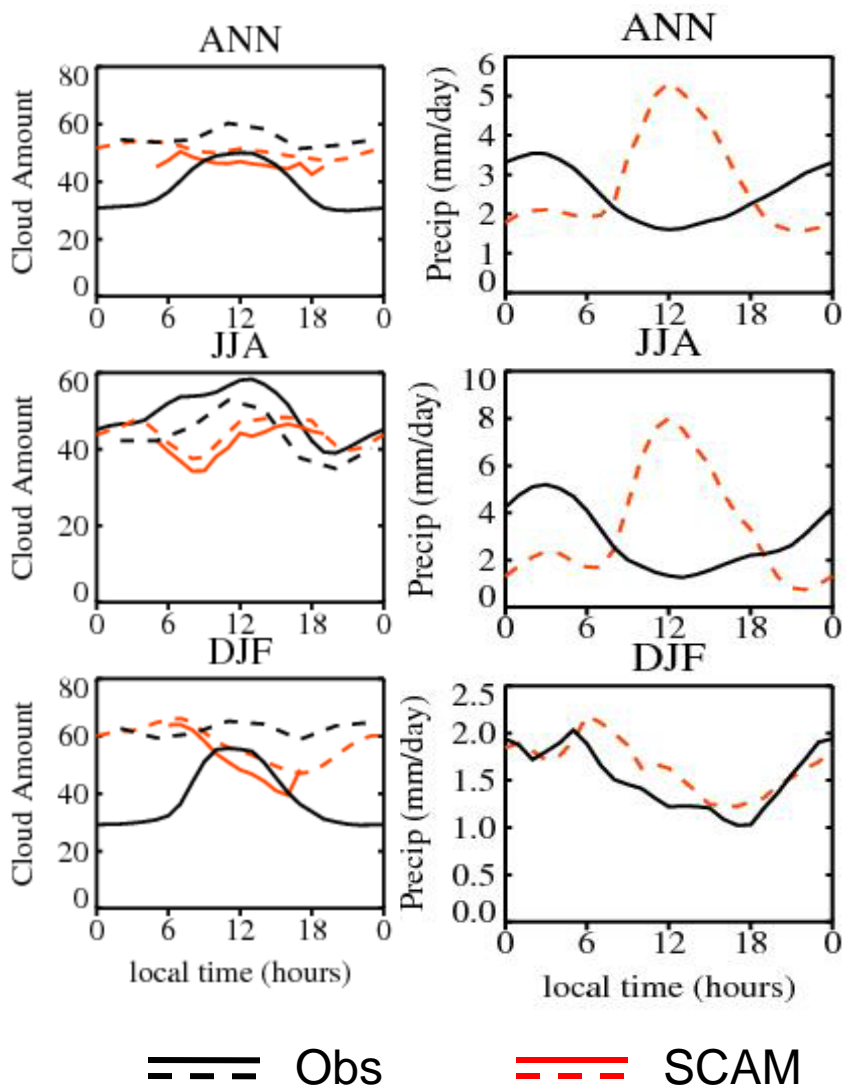 ANN
80
60
40
20
0
Cloud Amount
0 6 12 18 0
ANN
6
5
4
3
2
1
0
Precip (mm/day)
0 6 12 18 0
JJA
60
40
20
0
Cloud Amount
0 6 12 18 0
JJA
10
8
6
4
2
0
Precip (mm/day)
0 6 12 18 0
DJF
80
60
40
20
0
Cloud Amount
0 6 12 18 0
local time (hours)
DJF
2.5
2.0
1.5
1.0
0.5
0.0
Precip (mm/day)
0 6 12 18 0
local time (hours)
Obs
SCAM